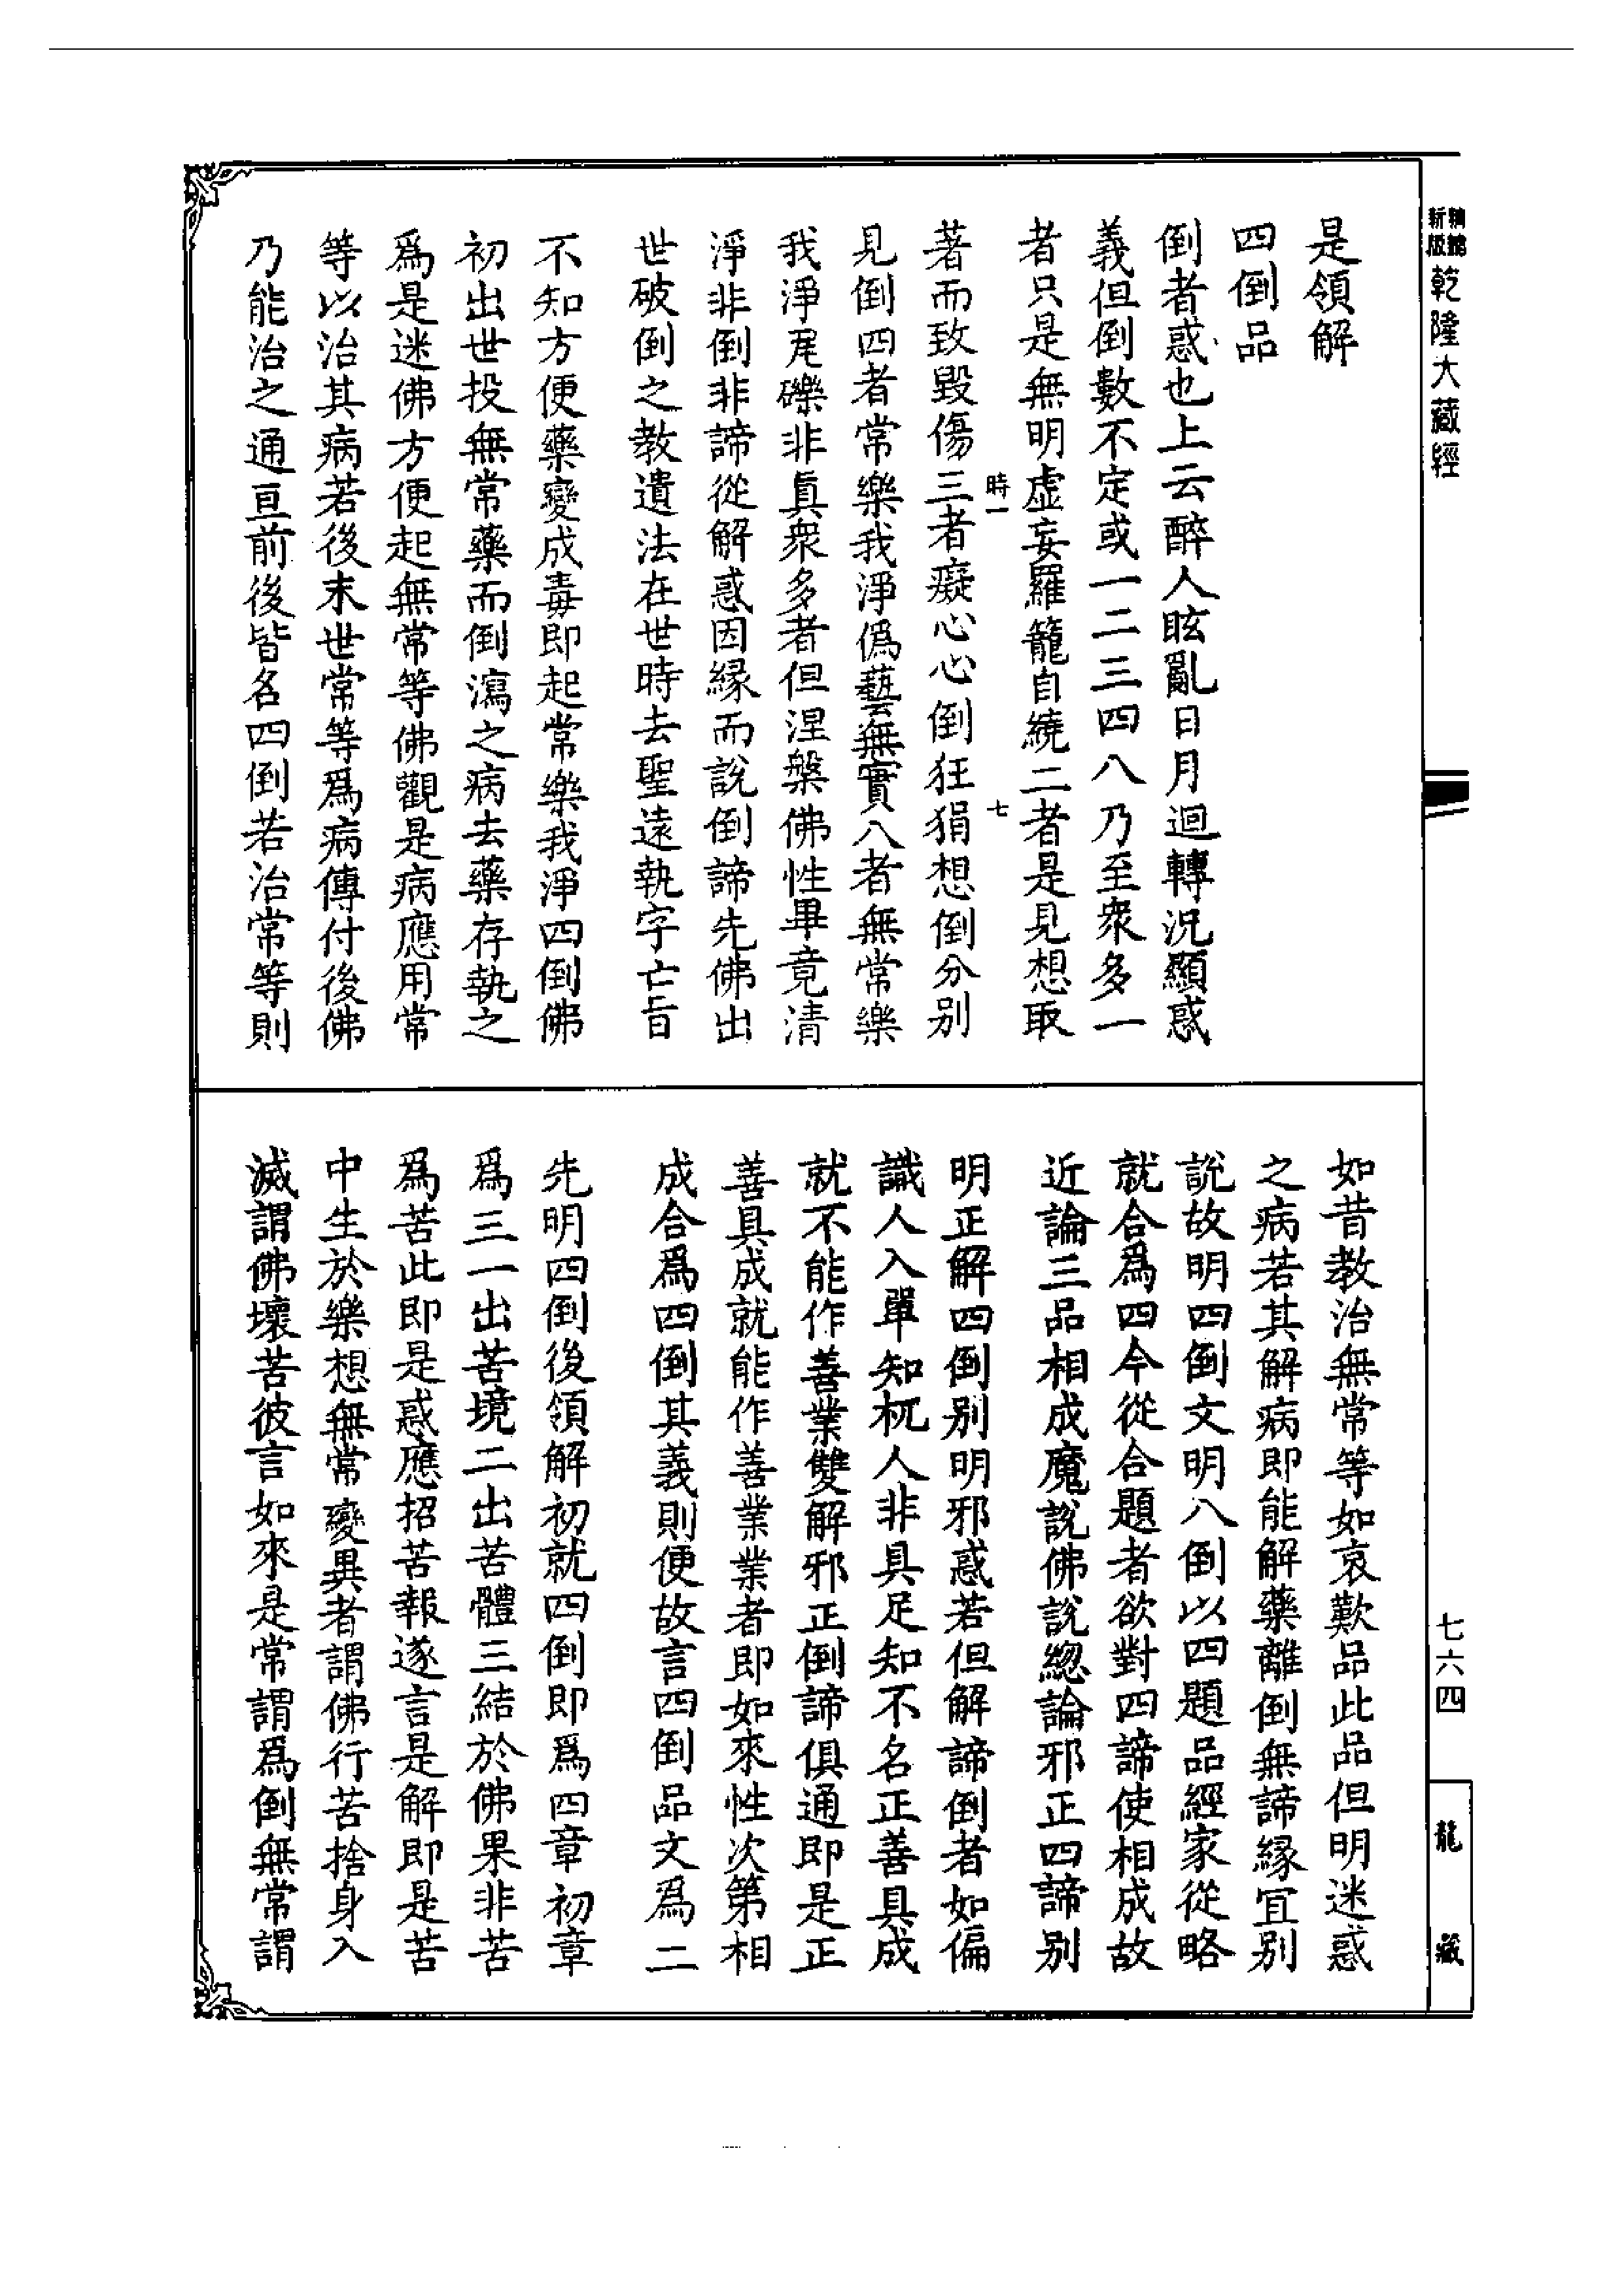 新版
精縮
乾隆大藏經
七六四
龍藏
是領解
四倒品
倒者惑也上云醉人眩亂日月迴轉況顯惑
義但倒數不定或一二三四八乃至衆多一
者只是無明虛妄羅籠自繞二者是見想取
時一
七
著而致毀傷三者癡心心倒狂狷想倒分别
見倒四者常樂我淨僞藝無實八者無常樂
我淨瓦礫非眞衆多者但涅槃佛性畢竟清
淨非倒非諦從解惑因緣而說倒諦先佛出
世破倒之教遺法在世時去聖遠執字亡旨
不知方便藥變成毒即起常樂我淨四倒佛
初出世投無常藥而倒瀉之病去藥存執之
爲是迷佛方便起無常等佛觀是病應用常
等以治其病若後末世常等爲病傳付後佛
乃能治之通亘前後皆名四倒若治常等則
如昔教治無常等如哀歎品此品但明迷惑
之病若其解病即能解藥離倒無諦緣宜别
說故明四倒文明八倒以四題品經家從略
就合爲四今從合題者欲對四諦使相成故
近論三品相成魔說佛說總論邪正四諦别
明正解四倒别明邪惑若但解諦倒者如偏
識人入單知杌人非具足知不名正善具成
就不能作善業雙解邪正倒諦俱通即是正
善具成就能作善業業者即如來性次第相
成合爲四倒其義則便故言四倒品文爲二
先明四倒後領解初就四倒即爲四章初章
爲三一出苦境二出苦體三結於佛果非苦
爲苦此即是惑應招苦報遂言是解即是苦
中生於樂想無常變異者謂佛行苦捨身入
滅謂佛壞苦彼言如來是常謂爲倒無常謂